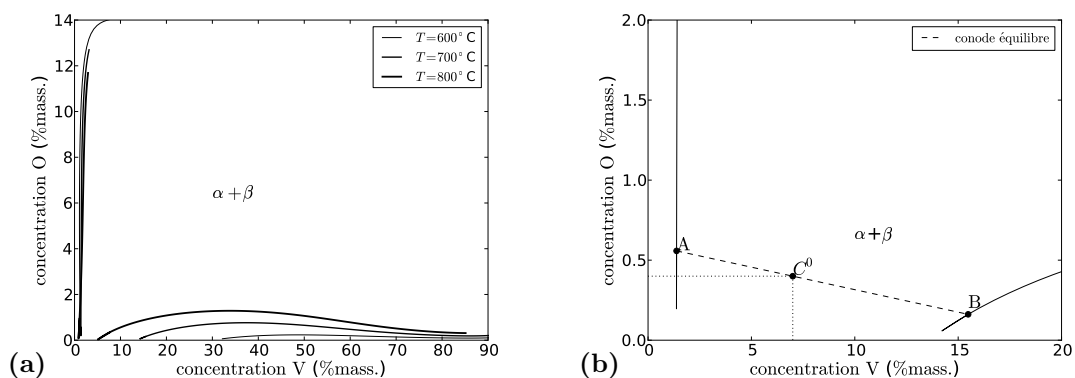 14
12
10
8
6
4
2
0
concentration O (%mass.)
T=600°C
T=700°C
T=800°C
α+β
0 10 20 30 40 50 60 70 80 90
concentration V (%mass.)
(a)
2.0
1.5
1.0
0.5
0.0
concentration O (%mass.)
conode équilibre
α+β
A
C⁰
B
0 5 10 15 20
concentration V (%mass.)
(b)